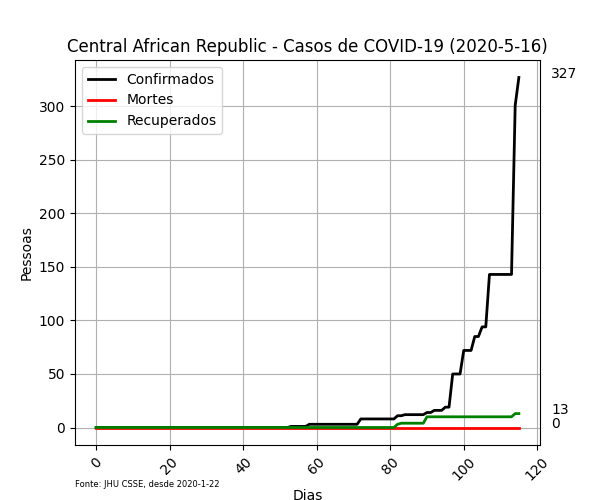 Central African Republic - Casos de COVID-19 (2020-5-16)
Confirmados
Mortes
Recuperados
327
13
0
300
250
200
150
100
50
0
Pessoas
0
20
40
60
80
100
120
Fonte: JHU CSSE, desde 2020-1-22
Dias